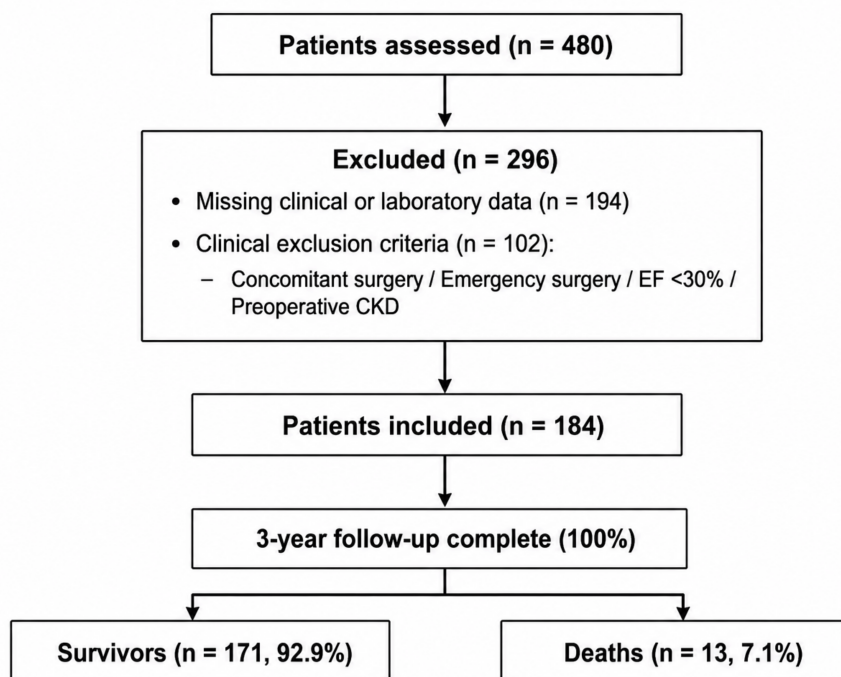 Patients assessed (n = 480)
Excluded (n = 296)
• Missing clinical or laboratory data (n = 194)
• Clinical exclusion criteria (n = 102):
– Concomitant surgery / Emergency surgery / EF <30% /
Preoperative CKD
Patients included (n = 184)
3-year follow-up complete (100%)
Survivors (n = 171, 92.9%)
Deaths (n = 13, 7.1%)